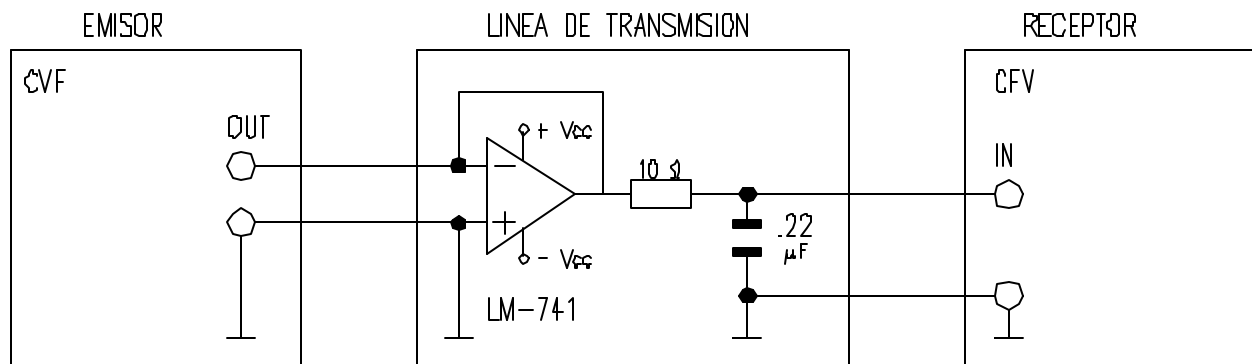 EMISOR
LINEA DE TRANSMISION
RECEPTOR
CVF
CFV
OUT
+ Vcc
IN
10 Ω
-
+
.22
µF
- Vcc
LM-741